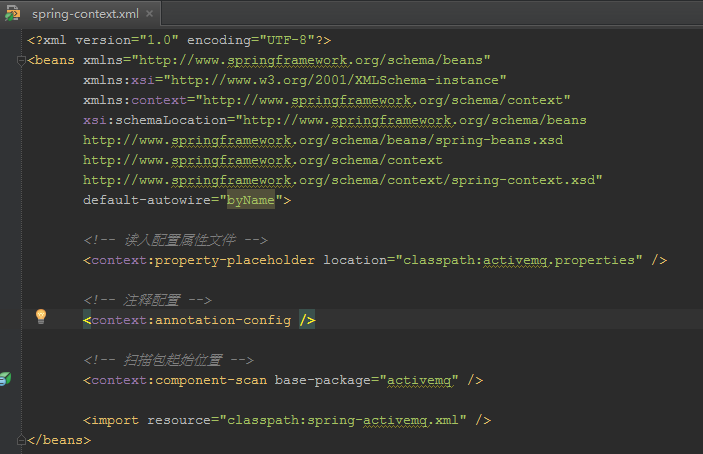 spring-context.xml
<?xml version="1.0" encoding="UTF-8"?>
<beans xmlns="http://www.springframework.org/schema/beans"
xmlns:xsi="http://www.w3.org/2001/XMLSchema-instance"
xmlns:context="http://www.springframework.org/schema/context"
xsi:schemaLocation="http://www.springframework.org/schema/beans
http://www.springframework.org/schema/beans/spring-beans.xsd
http://www.springframework.org/schema/context
http://www.springframework.org/schema/context/spring-context.xsd"
default-autowire="byName">
<!-- 读入配置属性文件 -->
<context:property-placeholder location="classpath:activemq.properties" />
<!-- 注释配置 -->
<context:annotation-config />
<!-- 扫描包起始位置 -->
<context:component-scan base-package="activemq" />
<import resource="classpath:spring-activemq.xml" />
</beans>